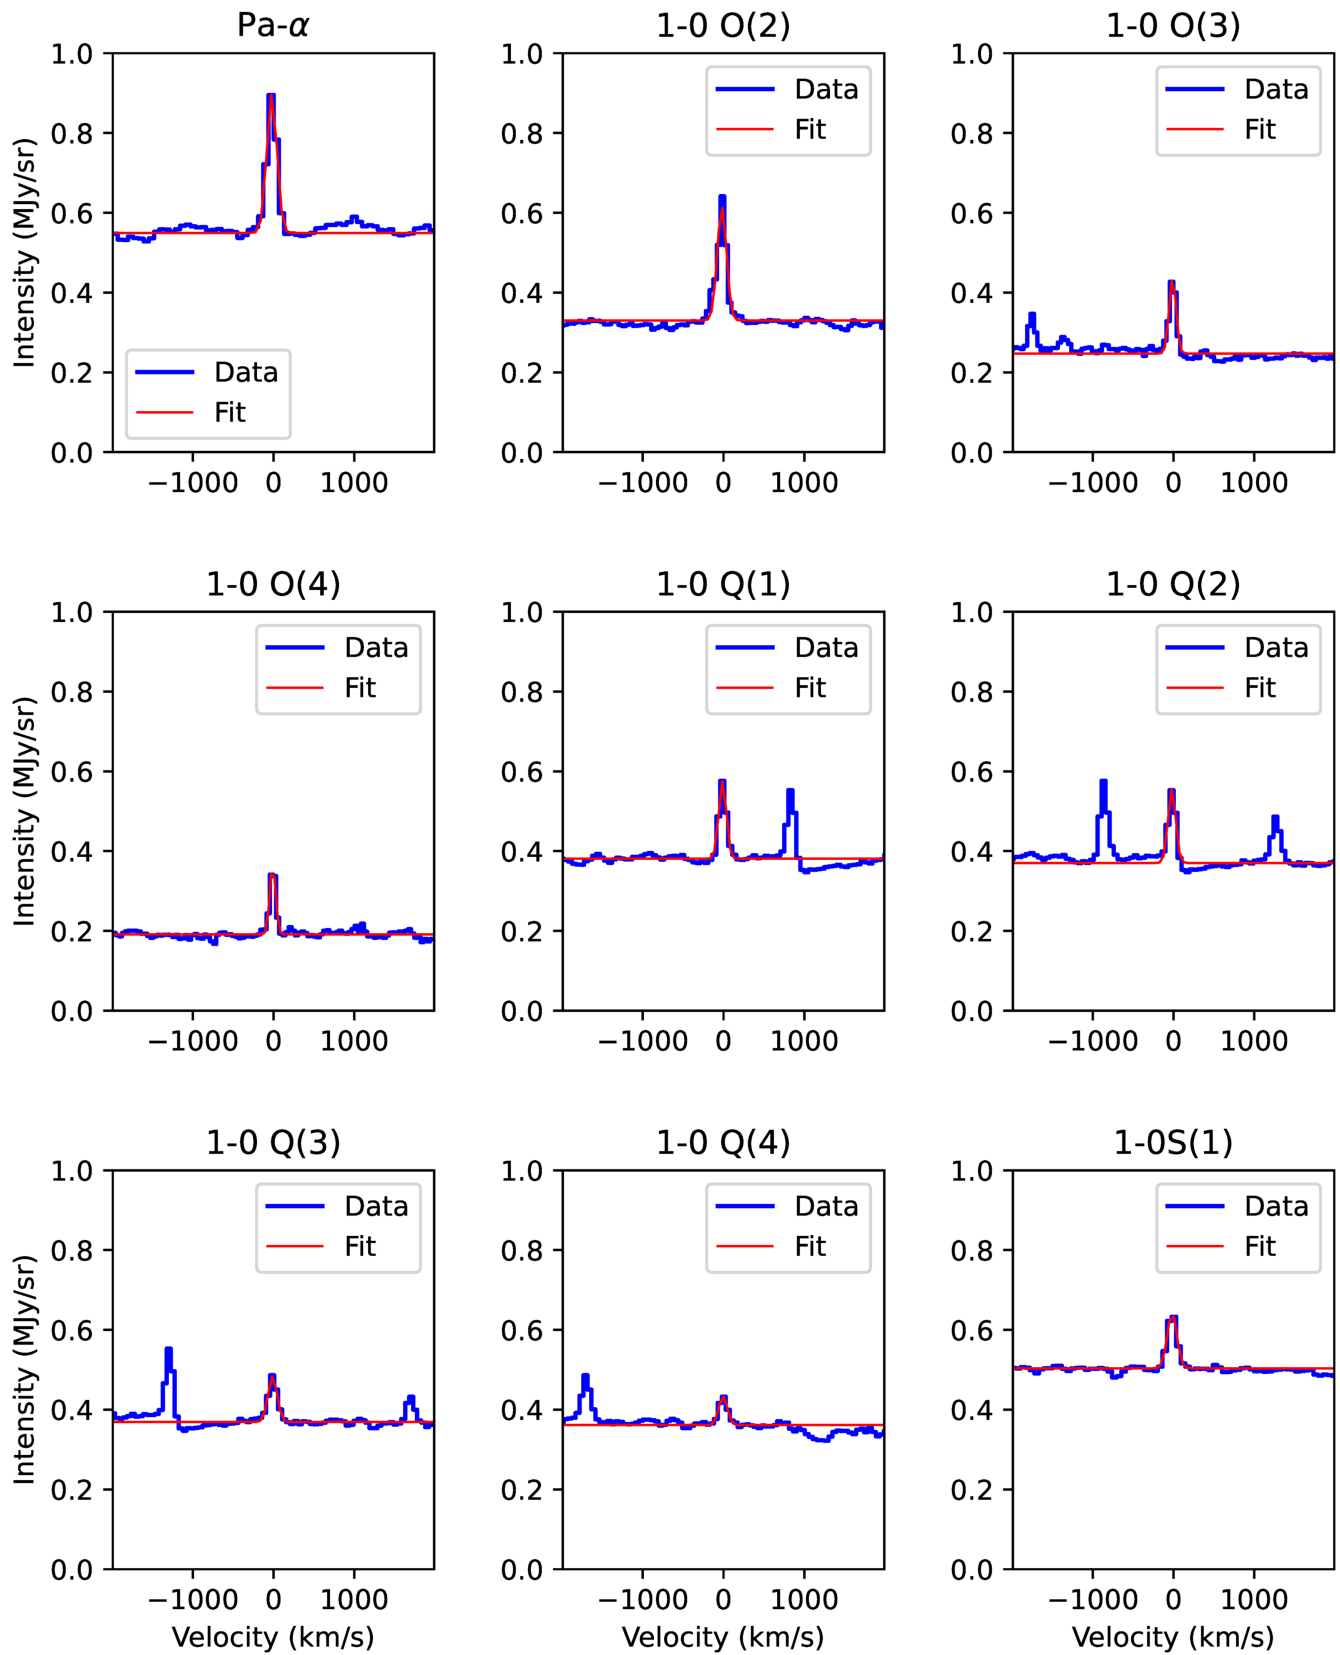 Pa-α
1-0 O(2)
1-0 O(3)
Intensity (MJy/sr)
1.0
0.8
0.6
0.4
0.2
0.0
Data
Fit
−1000 0 1000
1.0
0.8
0.6
0.4
0.2
0.0
Data
Fit
−1000 0 1000
1.0
0.8
0.6
0.4
0.2
0.0
Data
Fit
−1000 0 1000
1-0 O(4)
1-0 Q(1)
1-0 Q(2)
Intensity (MJy/sr)
1.0
0.8
0.6
0.4
0.2
0.0
Data
Fit
−1000 0 1000
1.0
0.8
0.6
0.4
0.2
0.0
Data
Fit
−1000 0 1000
1.0
0.8
0.6
0.4
0.2
0.0
Data
Fit
−1000 0 1000
1-0 Q(3)
1-0 Q(4)
1-0S(1)
Intensity (MJy/sr)
1.0
0.8
0.6
0.4
0.2
0.0
Data
Fit
−1000 0 1000
Velocity (km/s)
1.0
0.8
0.6
0.4
0.2
0.0
Data
Fit
−1000 0 1000
Velocity (km/s)
1.0
0.8
0.6
0.4
0.2
0.0
Data
Fit
−1000 0 1000
Velocity (km/s)